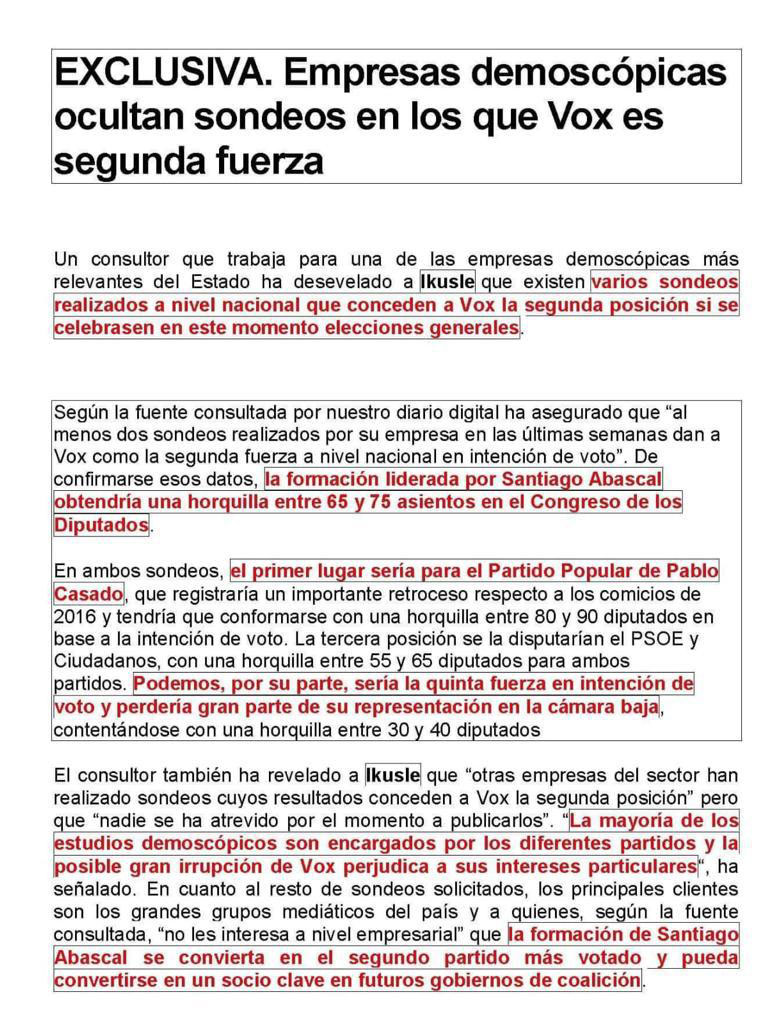 EXCLUSIVA. Empresas demoscópicas
ocultan sondeos en los que Vox es
segunda fuerza
Un consultor que trabaja para una de las empresas demoscópicas más
relevantes del Estado ha desevelado a Ikusle que existen varios sondeos
realizados a nivel nacional que conceden a Vox la segunda posición si se
celebrasen en este momento elecciones generales.
Según la fuente consultada por nuestro diario digital ha asegurado que “al
menos dos sondeos realizados por su empresa en las últimas semanas dan a
Vox como la segunda fuerza a nivel nacional en intención de voto”. De
confirmarse esos datos, la formación liderada por Santiago Abascal
obtendría una horquilla entre 65 y 75 asientos en el Congreso de los
Diputados.
En ambos sondeos, el primer lugar sería para el Partido Popular de Pablo
Casado, que registraría un importante retroceso respecto a los comicios de
2016 y tendría que conformarse con una horquilla entre 80 y 90 diputados en
base a la intención de voto. La tercera posición se la disputarían el PSOE y
Ciudadanos, con una horquilla entre 55 y 65 diputados para ambos
partidos. Podemos, por su parte, sería la quinta fuerza en intención de
voto y perdería gran parte de su representación en la cámara baja,
contentándose con una horquilla entre 30 y 40 diputados
El consultor también ha revelado a Ikusle que “otras empresas del sector han
realizado sondeos cuyos resultados conceden a Vox la segunda posición” pero
que “nadie se ha atrevido por el momento a publicarlos”. “La mayoría de los
estudios demoscópicos son encargados por los diferentes partidos y la
posible gran irrupción de Vox perjudica a sus intereses particulares“, ha
señalado. En cuanto al resto de sondeos solicitados, los principales clientes
son los grandes grupos mediáticos del país y a quienes, según la fuente
consultada, “no les interesa a nivel empresarial” que la formación de Santiago
Abascal se convierta en el segundo partido más votado y pueda
convertirse en un socio clave en futuros gobiernos de coalición.